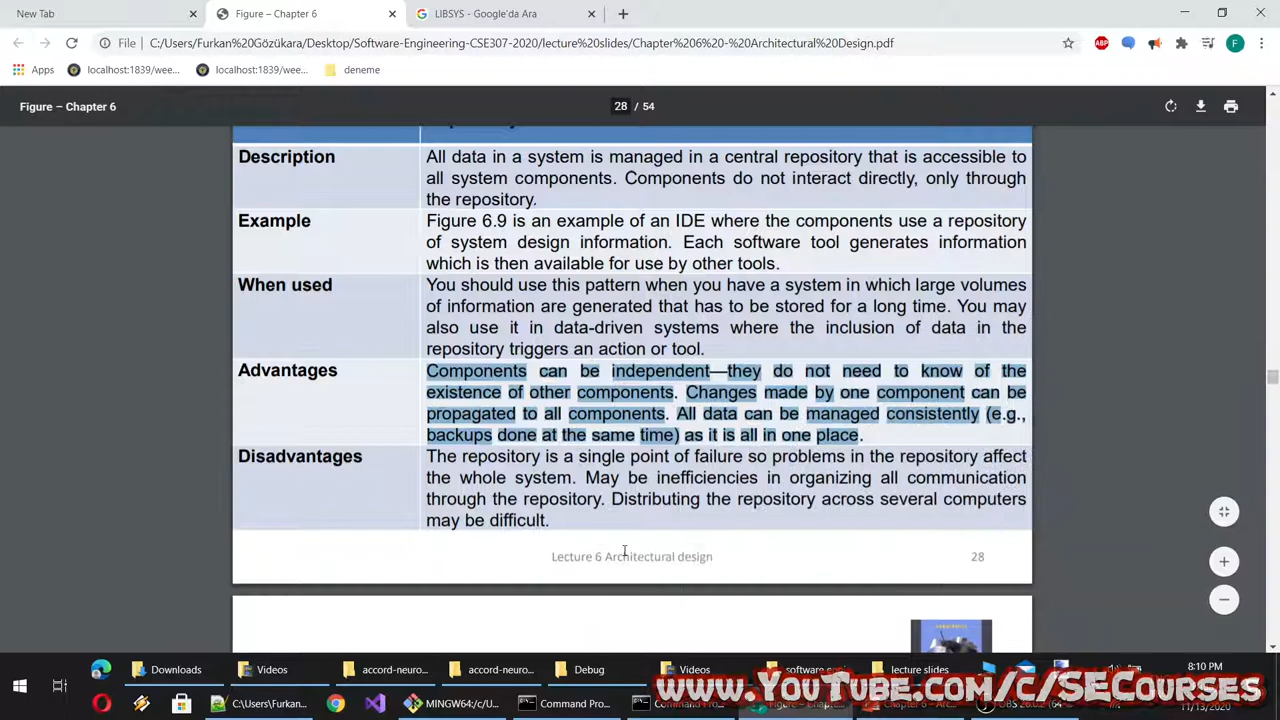 New Tab
Figure – Chapter 6
LIBSYS - Google'da Ara
File
C:/Users/Furkan%20Gözükara/Desktop/Software_Engineering-CSE307-2020/lecture%20slides/Chapter%206%20-%20Architectural%20Design.pdf
ABP
F
Apps
localhost:1839/wee...
localhost:1839/wee...
deneme
Figure – Chapter 6
28 / 54
Description
All data in a system is managed in a central repository that is accessible to
all system components. Components do not interact directly, only through
the repository.
Example
Figure 6.9 is an example of an IDE where the components use a repository
of system design information. Each software tool generates information
which is then available for use by other tools.
When used
You should use this pattern when you have a system in which large volumes
of information are generated that has to be stored for a long time. You may
also use it in data-driven systems where the inclusion of data in the
repository triggers an action or tool.
Advantages
Components can be independent—they do not need to know of the
existence of other components. Changes made by one component can be
propagated to all components. All data can be managed consistently (e.g.,
backups done at the same time) as it is all in one place.
Disadvantages
The repository is a single point of failure so problems in the repository affect
the whole system. May be inefficiencies in organizing all communication
through the repository. Distributing the repository across several computers
may be difficult.
Lecture 6 Architectural design
28
Downloads
Videos
accord-neuro...
accord-neuro...
Debug
Videos
lecture slides
8:10 PM
C:\Users\Furkan...
MINGW64:/c/U...
Command Pro...
11/13/2020
www.YouTube.com/c/SECourses